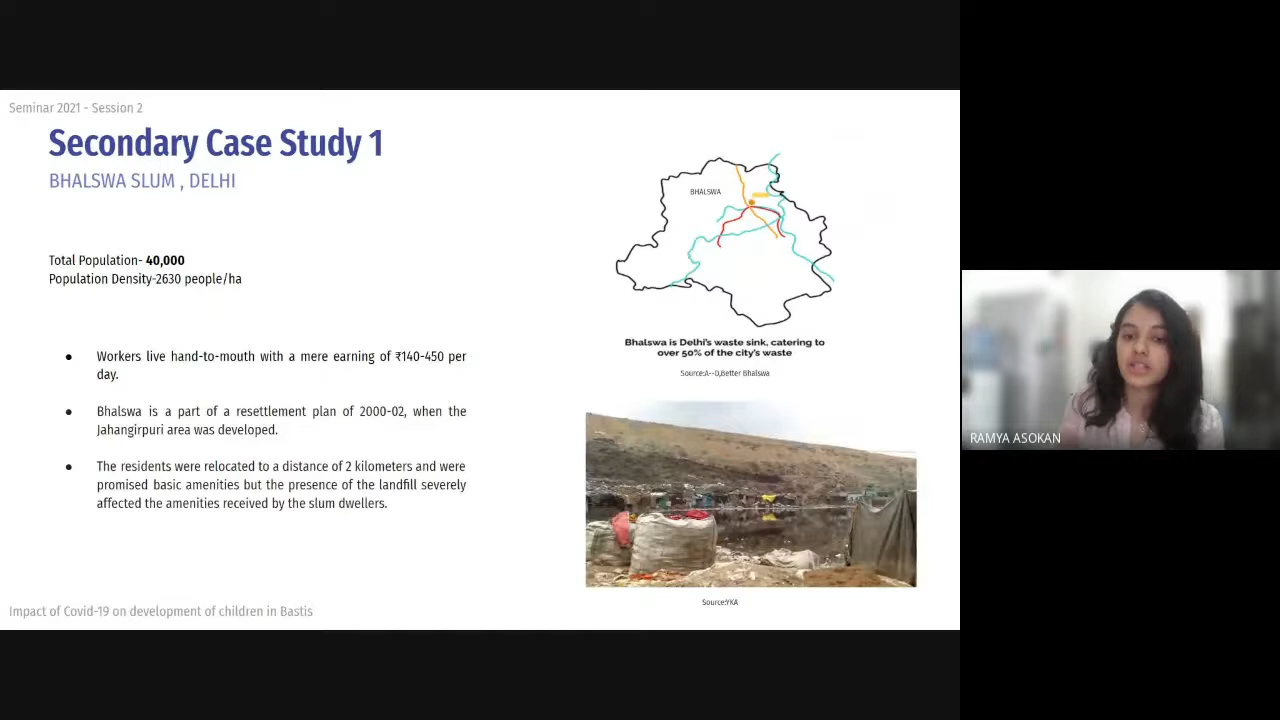 Seminar 2021 - Session 2
Secondary Case Study 1
BHALSWA SLUM , DELHI
Total Population- 40,000
Population Density-2630 people/ha
● Workers live hand-to-mouth with a mere earning of ₹140-450 per
day.
● Bhalswa is a part of a resettlement plan of 2000-02, when the
Jahangirpuri area was developed.
● The residents were relocated to a distance of 2 kilometers and were
promised basic amenities but the presence of the landfill severely
affected the amenities received by the slum dwellers.
Impact of Covid-19 on development of children in Bastis
BHALSWA
Bhalswa is Delhi's waste sink, catering to
over 50% of the city's waste
Source:A--D,Better Bhalswa
Source:YKA
RAMYA ASOKAN